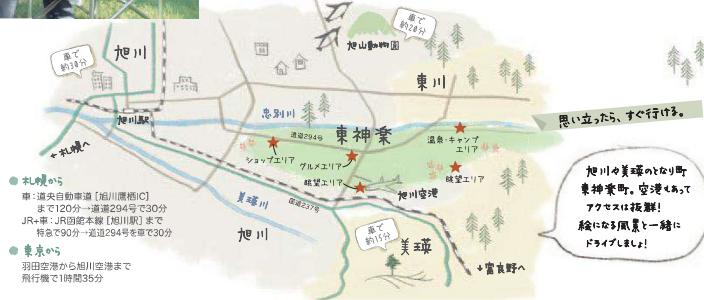 車で
約30分
旭川
車で
約20分
旭山動物園
東川
旭川駅
忠別川
道道294号
東神楽
思い立ったら、すぐ行ける。
←札幌へ
ショップエリア
グルメエリア
温泉・キャンプ
エリア
眺望エリア
眺望エリア
旭川空港
美瑛川
国道237号
旭川
車で
約15分
美瑛
↓富良野へ
●札幌から
車：道央自動車道［旭川鷹栖IC］
まで120分→道道294号で30分
JR+車：JR函館本線［旭川駅］まで
特急で90分→道道294号を車で30分
●東京から
羽田空港から旭川空港まで
飛行機で1時間35分
旭川や美瑛のとなり町
東神楽町。空港もあって
アクセスは抜群！
絵になる風景と一緒に
ドライブしましょ！